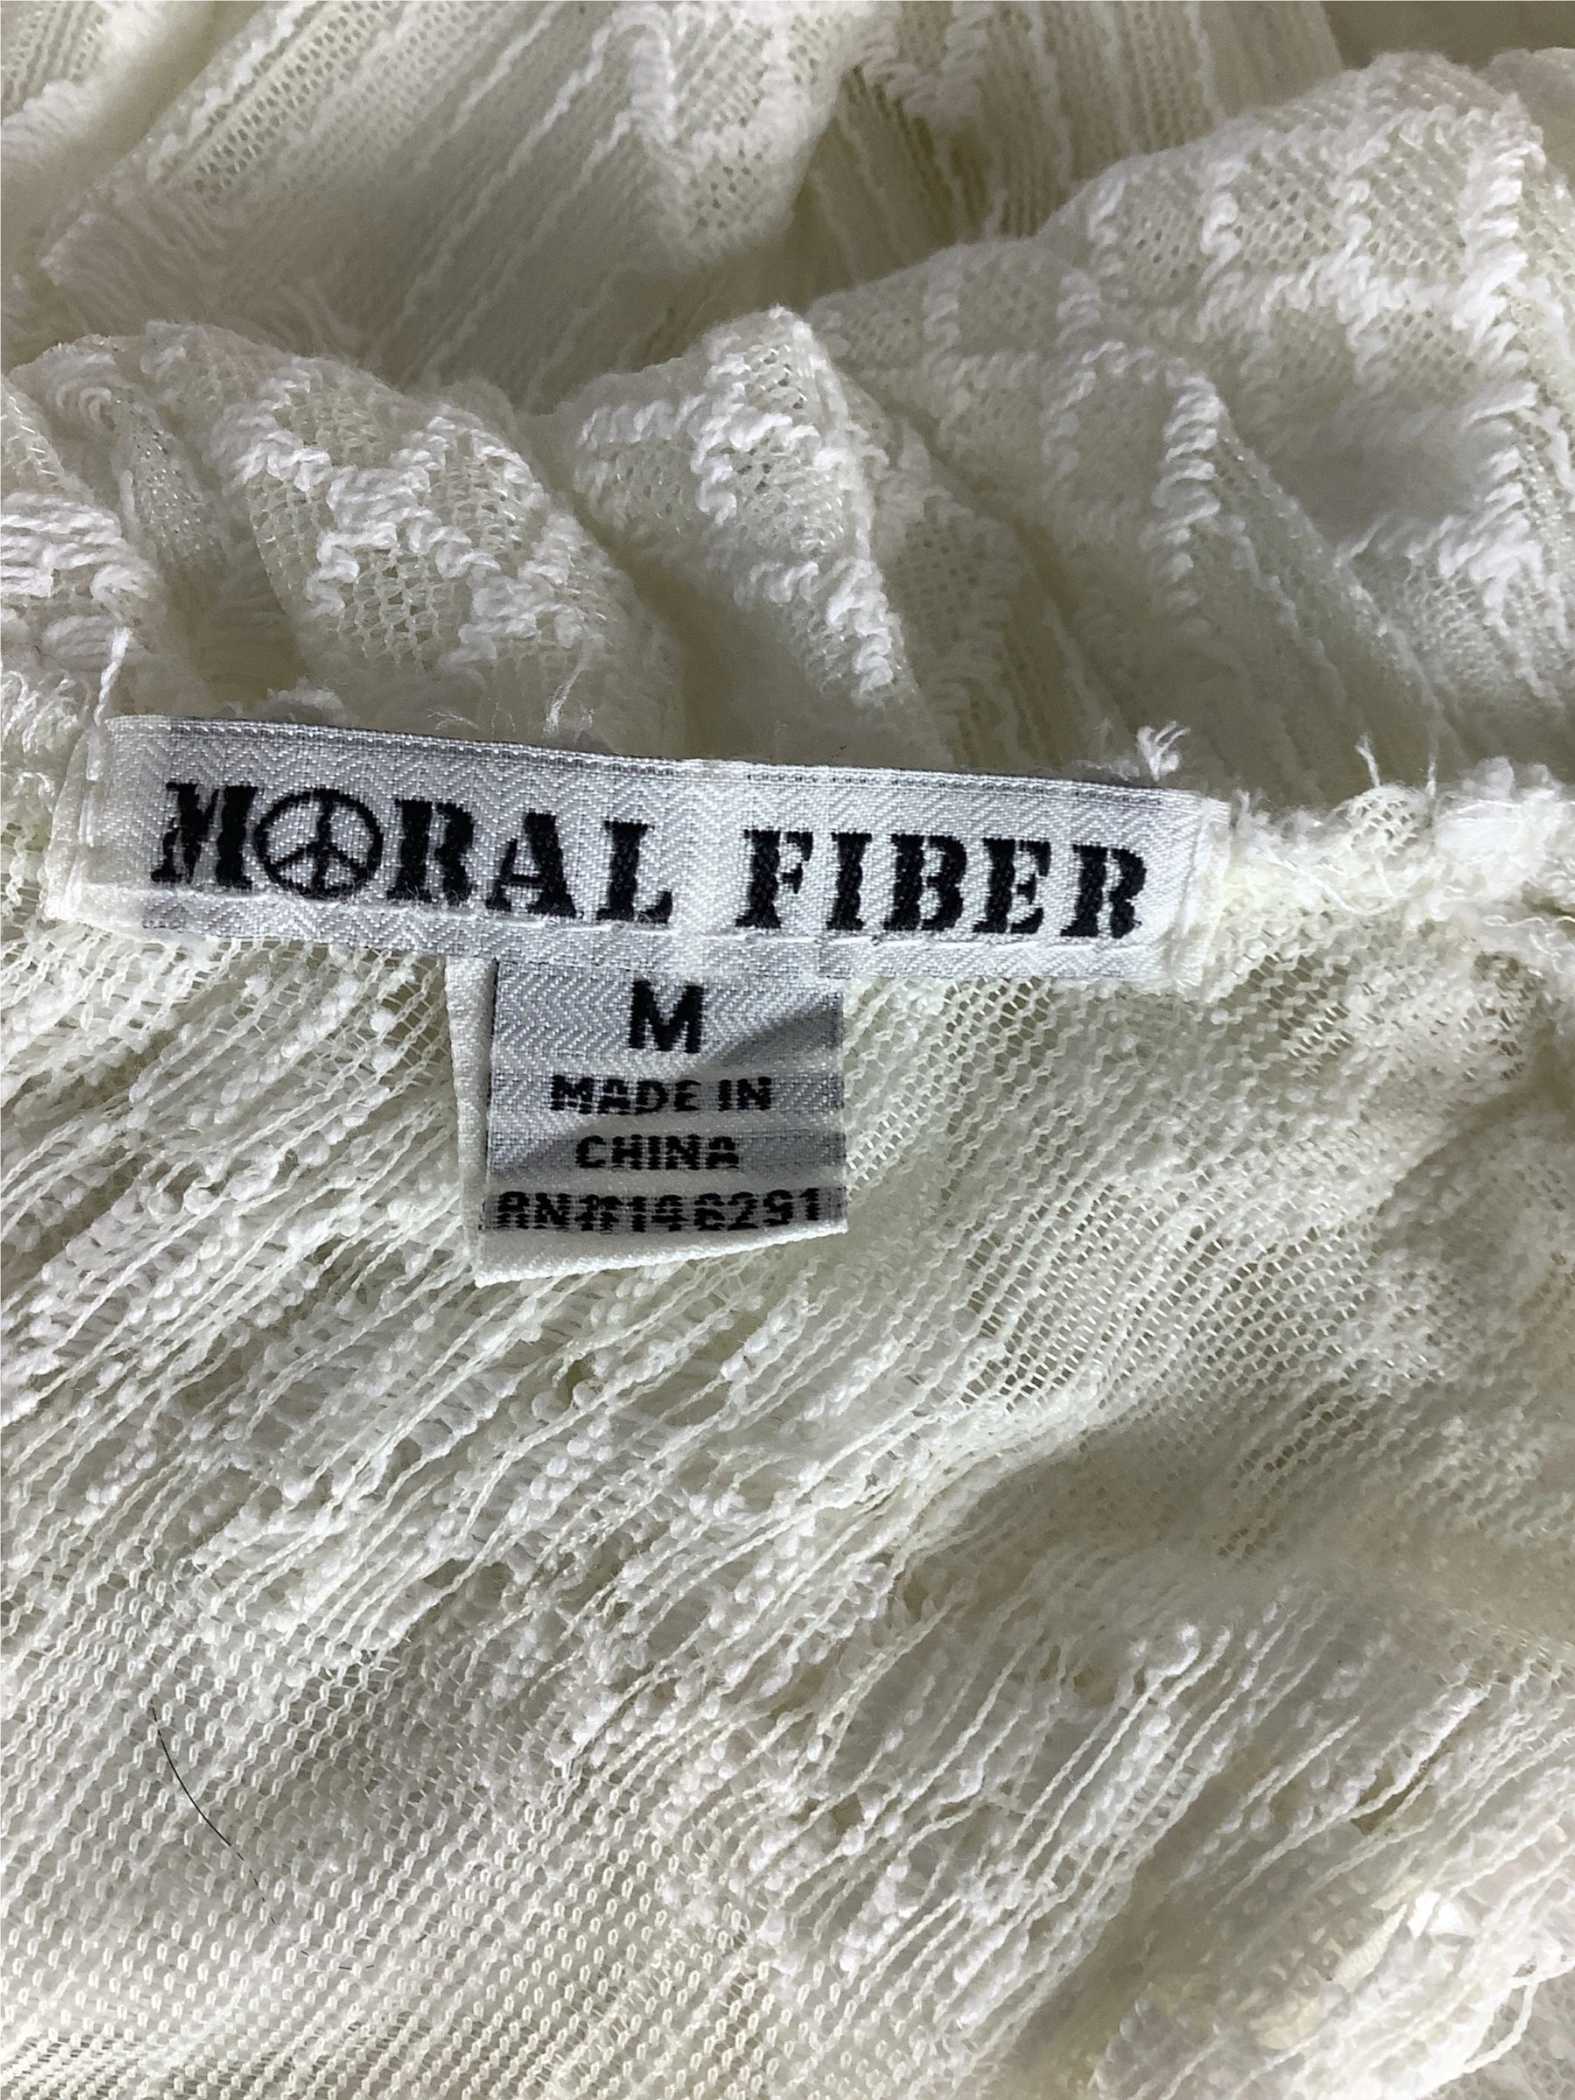 MORAL FIBER
M
MADE IN
CHINA
RN#146291